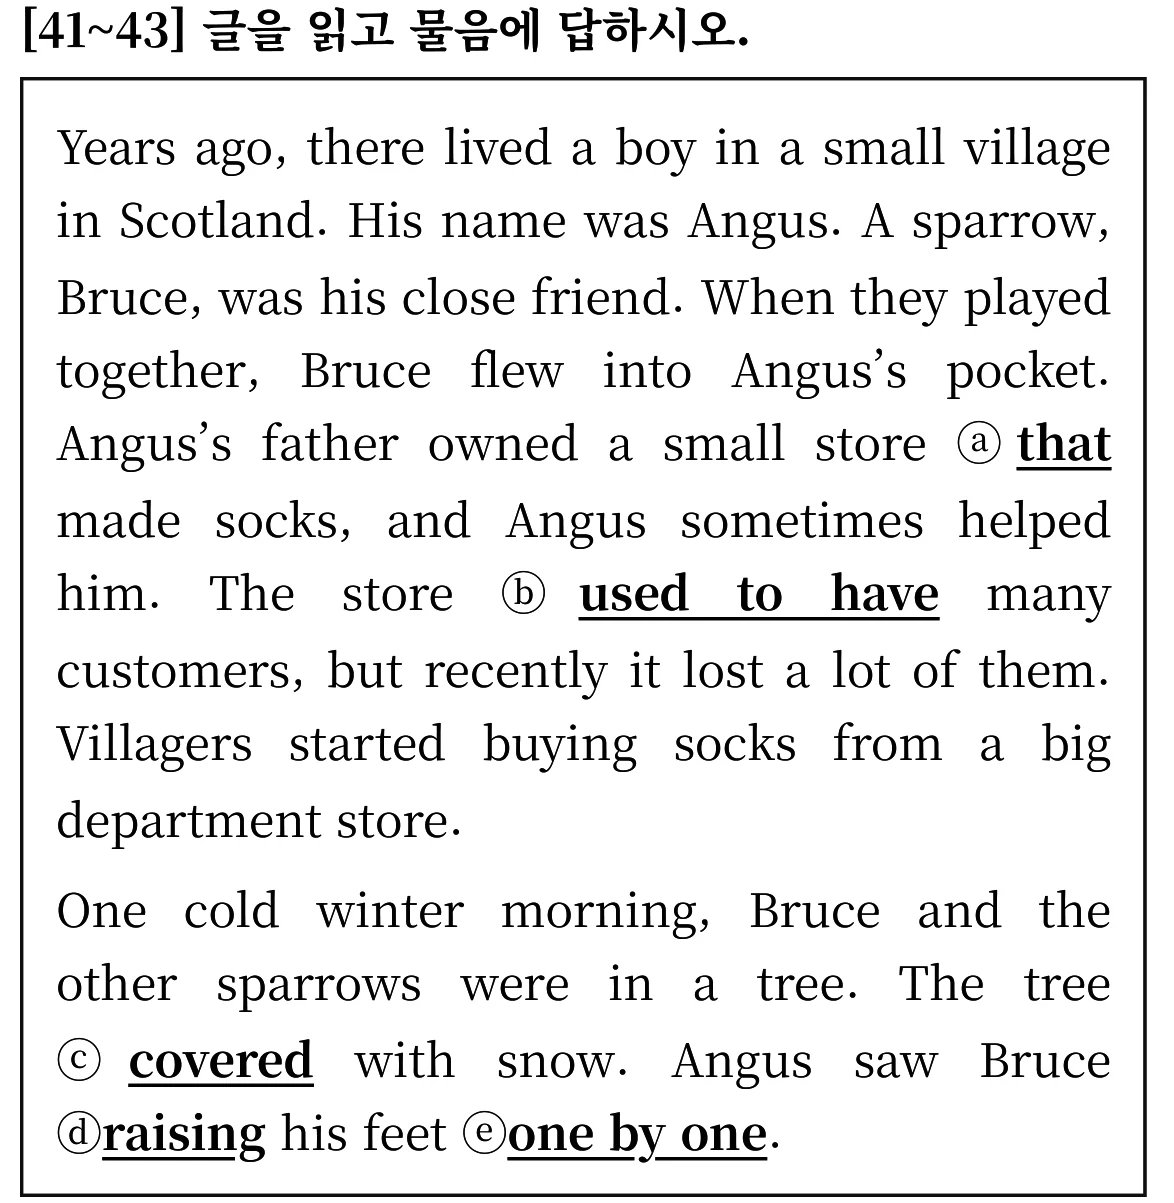 [41~43] 글을 읽고 물음에 답하시오.
Years ago, there lived a boy in a small village
in Scotland. His name was Angus. A sparrow,
Bruce, was his close friend. When they played
together, Bruce flew into Angus’s pocket.
Angus’s father owned a small store ⓐ that
made socks, and Angus sometimes helped
him. The store ⓑ used to have many
customers, but recently it lost a lot of them.
Villagers started buying socks from a big
department store.
One cold winter morning, Bruce and the
other sparrows were in a tree. The tree
ⓒ covered with snow. Angus saw Bruce
ⓓraising his feet ⓔone by one.